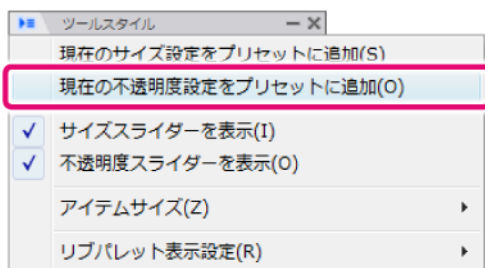 ツールスタイル
現在のサイズ設定をプリセットに追加(S)
現在の不透明度設定をプリセットに追加(O)
サイズスライダーを表示(I)
不透明度スライダーを表示(O)
アイテムサイズ(Z)
リブパレット表示設定(R)